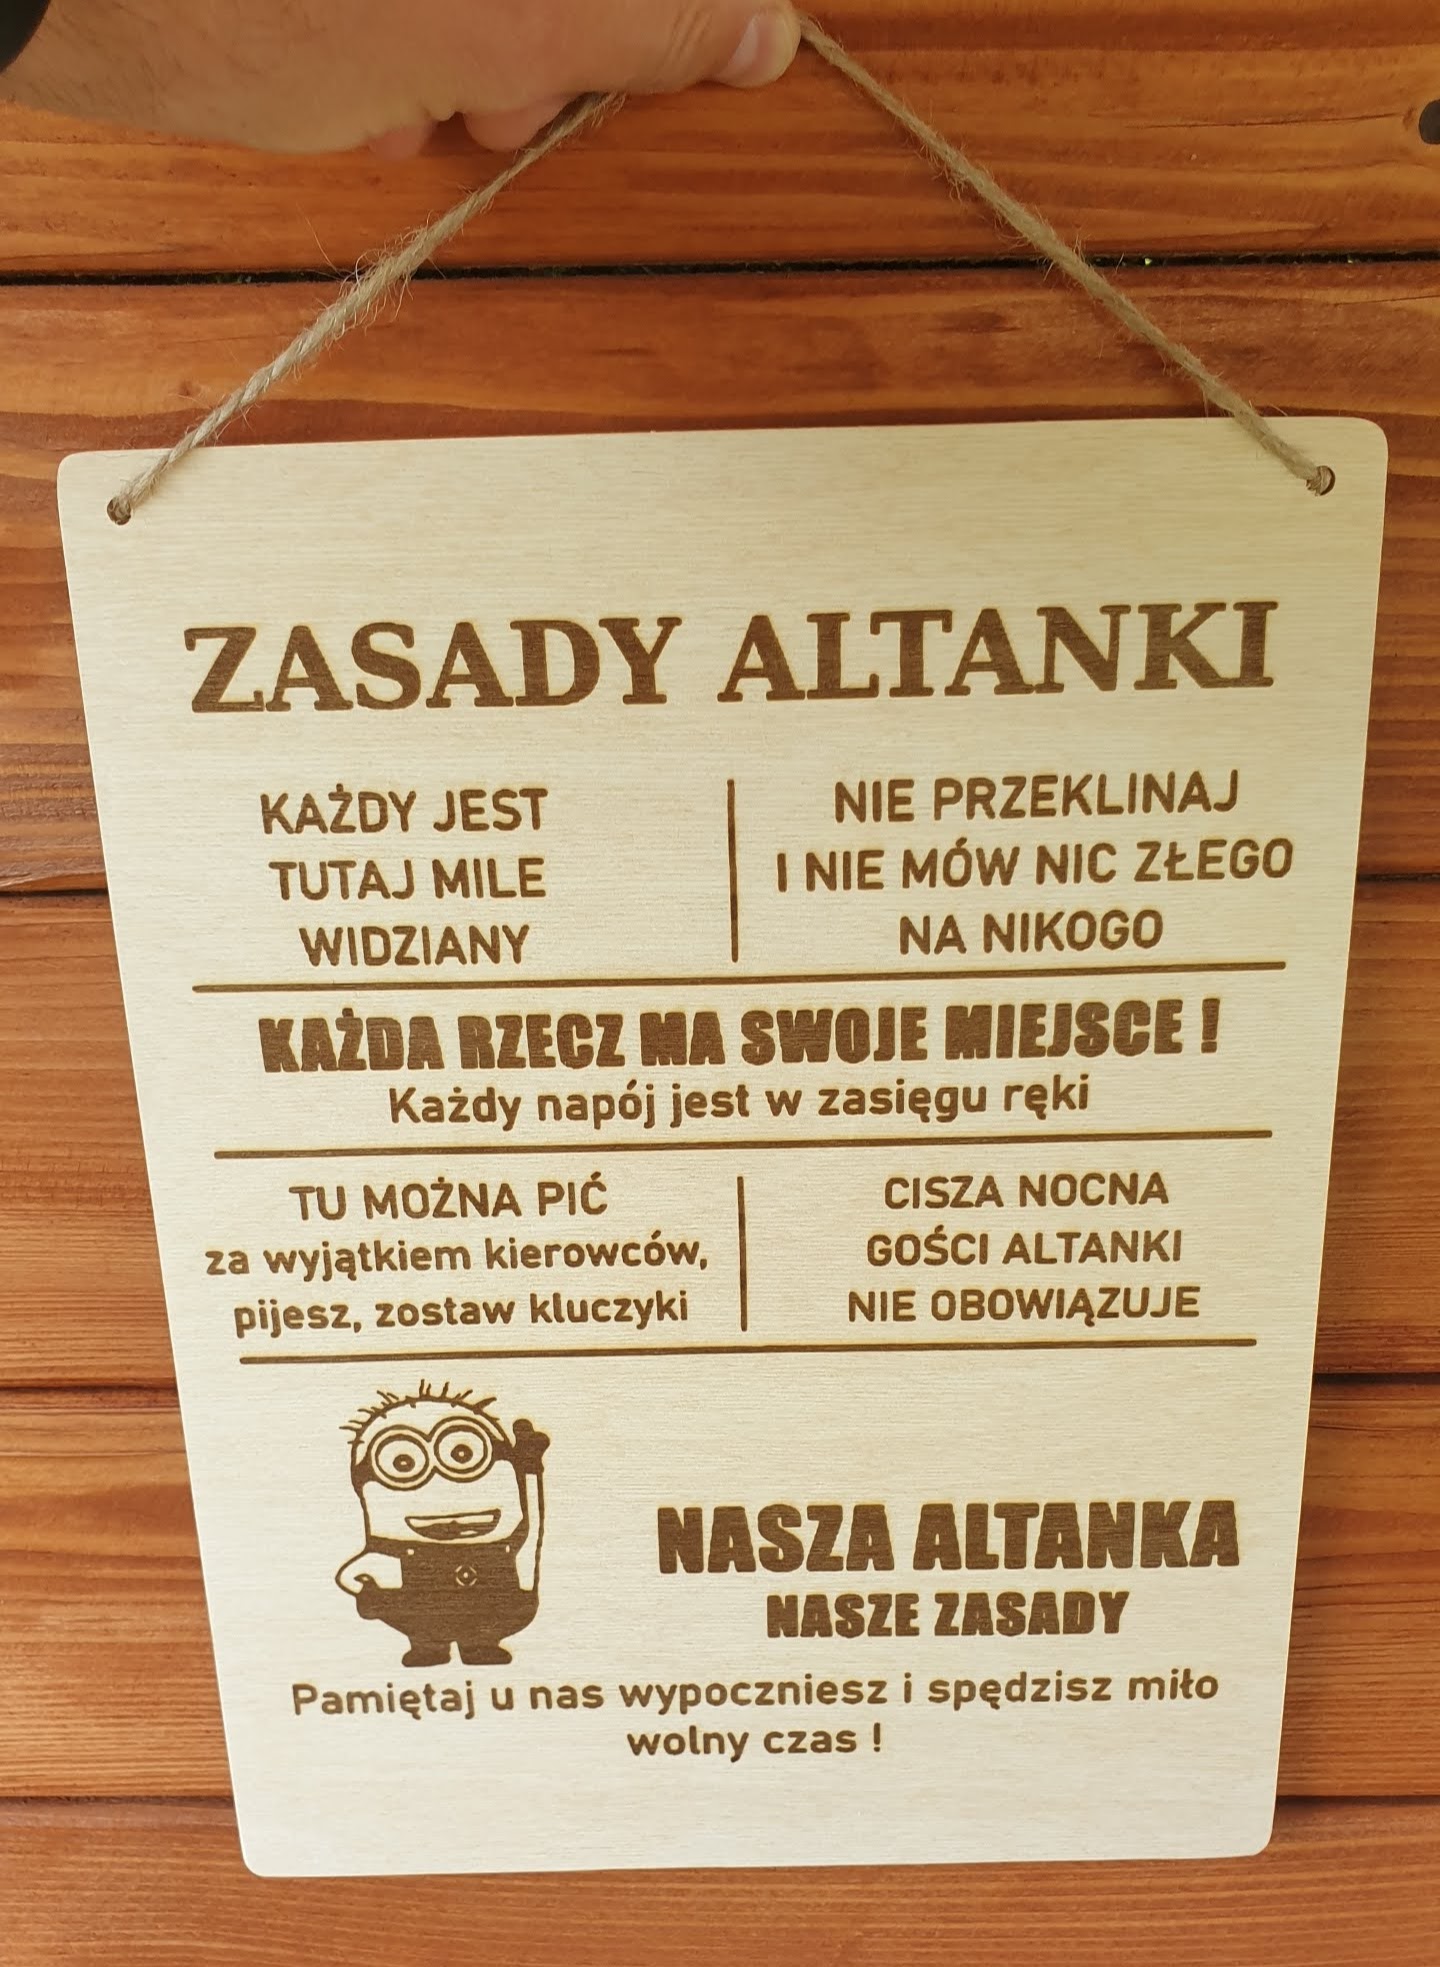 ZASADY ALTANKI
KAŻDY JEST
TUTAJ MILE
WIDZIANY
NIE PRZEKLINAJ
I NIE MÓW NIC ZŁEGO
NA NIKOGO
KAŻDA RZECZ MA SWOJE MIEJSCE !
Każdy napój jest w zasięgu ręki
TU MOŻNA PIĆ
za wyjątkiem kierowców,
pijesz, zostaw kluczyki
CISZA NOCNA
GOŚCI ALTANKI
NIE OBOWIĄZUJE
NASZA ALTANKA
NASZE ZASADY
Pamiętaj u nas wypoczniesz i spędzisz miło
wolny czas !